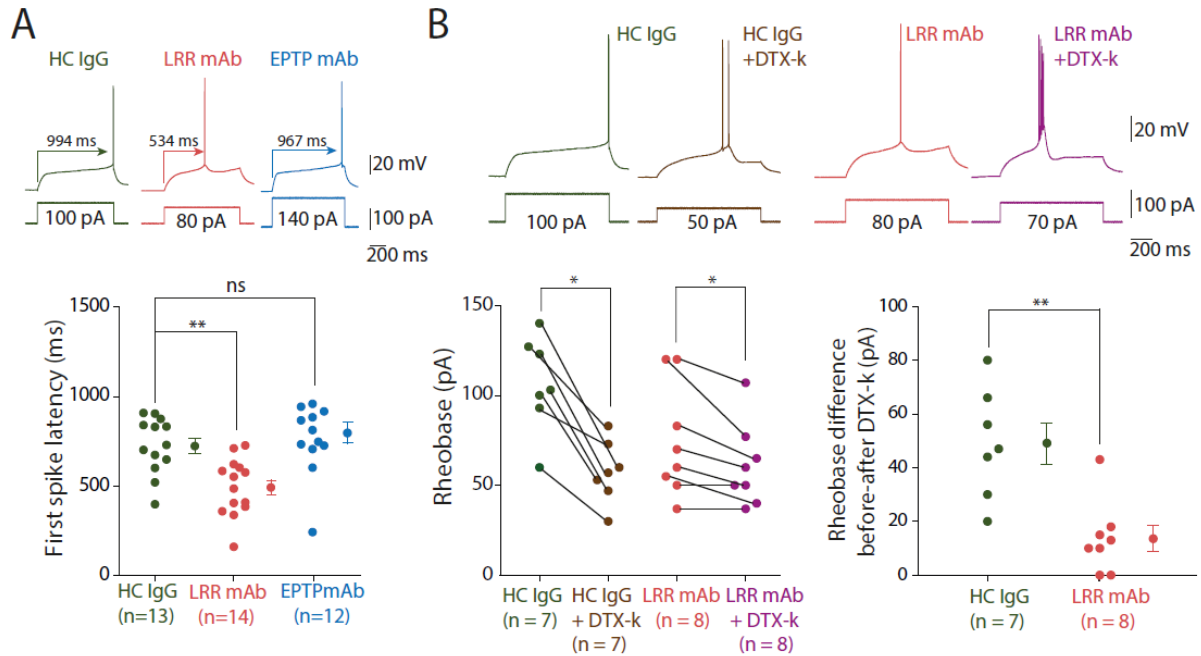 A
HC IgG
LRR mAb
EPTP mAb
994 ms
534 ms
967 ms
20 mV
100 pA
80 pA
140 pA
100 pA
200 ms
First spike latency (ms)
1500
1000
500
0
ns
**
HC IgG
(n=13)
LRR mAb
(n=14)
EPTPmAb
(n=12)
B
HC IgG
HC IgG
+DTX-k
LRR mAb
LRR mAb
+DTX-k
20 mV
100 pA
50 pA
80 pA
70 pA
100 pA
200 ms
Rheobase (pA)
150
100
50
0
*
*
HC IgG
(n = 7)
HC IgG
+ DTX-k
(n = 7)
LRR mAb
(n = 8)
LRR mAb
+ DTX-k
(n = 8)
Rheobase difference
before-after DTX-k (pA)
100
80
60
40
20
0
**
HC IgG
(n = 7)
LRR mAb
(n = 8)